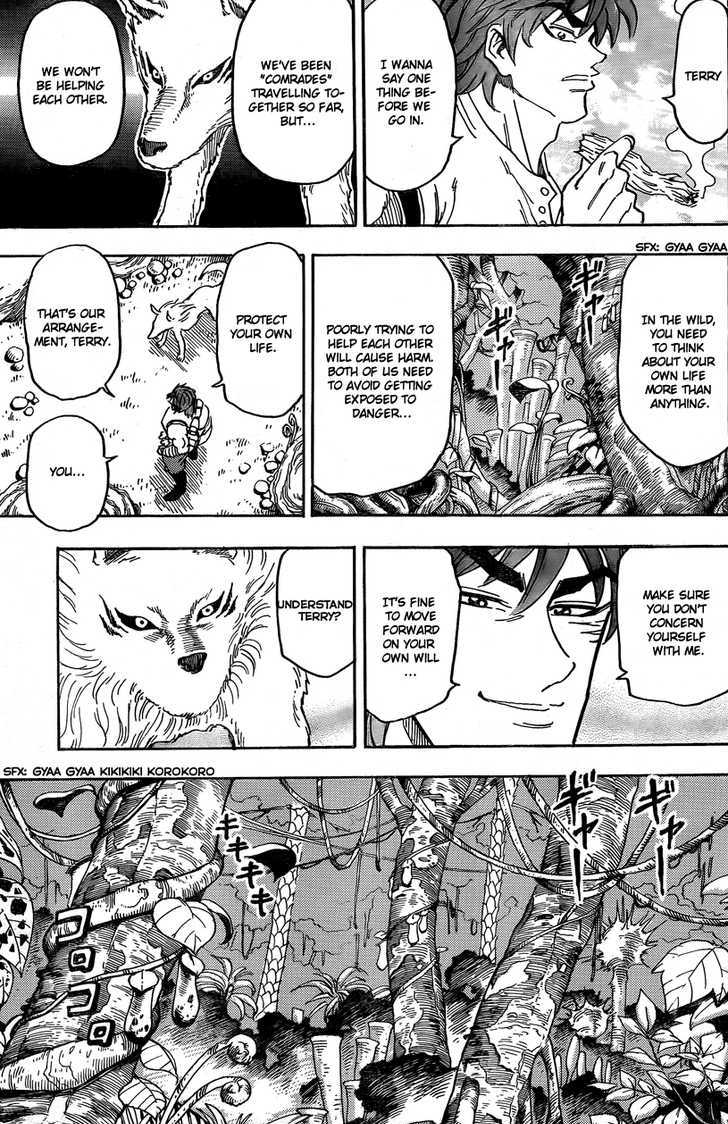 TERRY
I WANNA
SAY ONE
THING BE-
FORE WE
GO IN.
WE'VE BEEN
"COMRADES"
TRAVELLING TO-
GETHER SO FAR,
BUT...
WE WON'T
BE HELPING
EACH OTHER.
SFX: GYAA GYAA
ギャー
ギャー
IN THE WILD,
YOU NEED
TO THINK
ABOUT YOUR
OWN LIFE
MORE THAN
ANYTHING.
POORLY TRYING TO
HELP EACH OTHER
WILL CAUSE HARM.
BOTH OF US NEED
TO AVOID GETTING
EXPOSED TO
DANGER...
PROTECT
YOUR OWN
LIFE.
THAT'S OUR
ARRANGE-
MENT, TERRY.
YOU...
MAKE SURE
YOU DON'T
CONCERN
YOURSELF
WITH ME.
IT'S FINE
TO MOVE
FORWARD
ON YOUR
OWN WILL
...
UNDERSTAND
TERRY?
SFX: GYAA GYAA KIKIKIKI KOROKORO
ギャー
ギャー
キキキキ
コロコロ